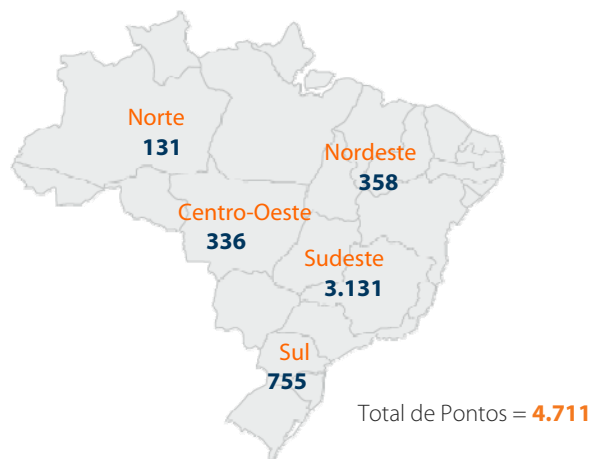 Norte
131
Nordeste
358
Centro-Oeste
336
Sudeste
3.131
Sul
755
Total de Pontos = 4.711